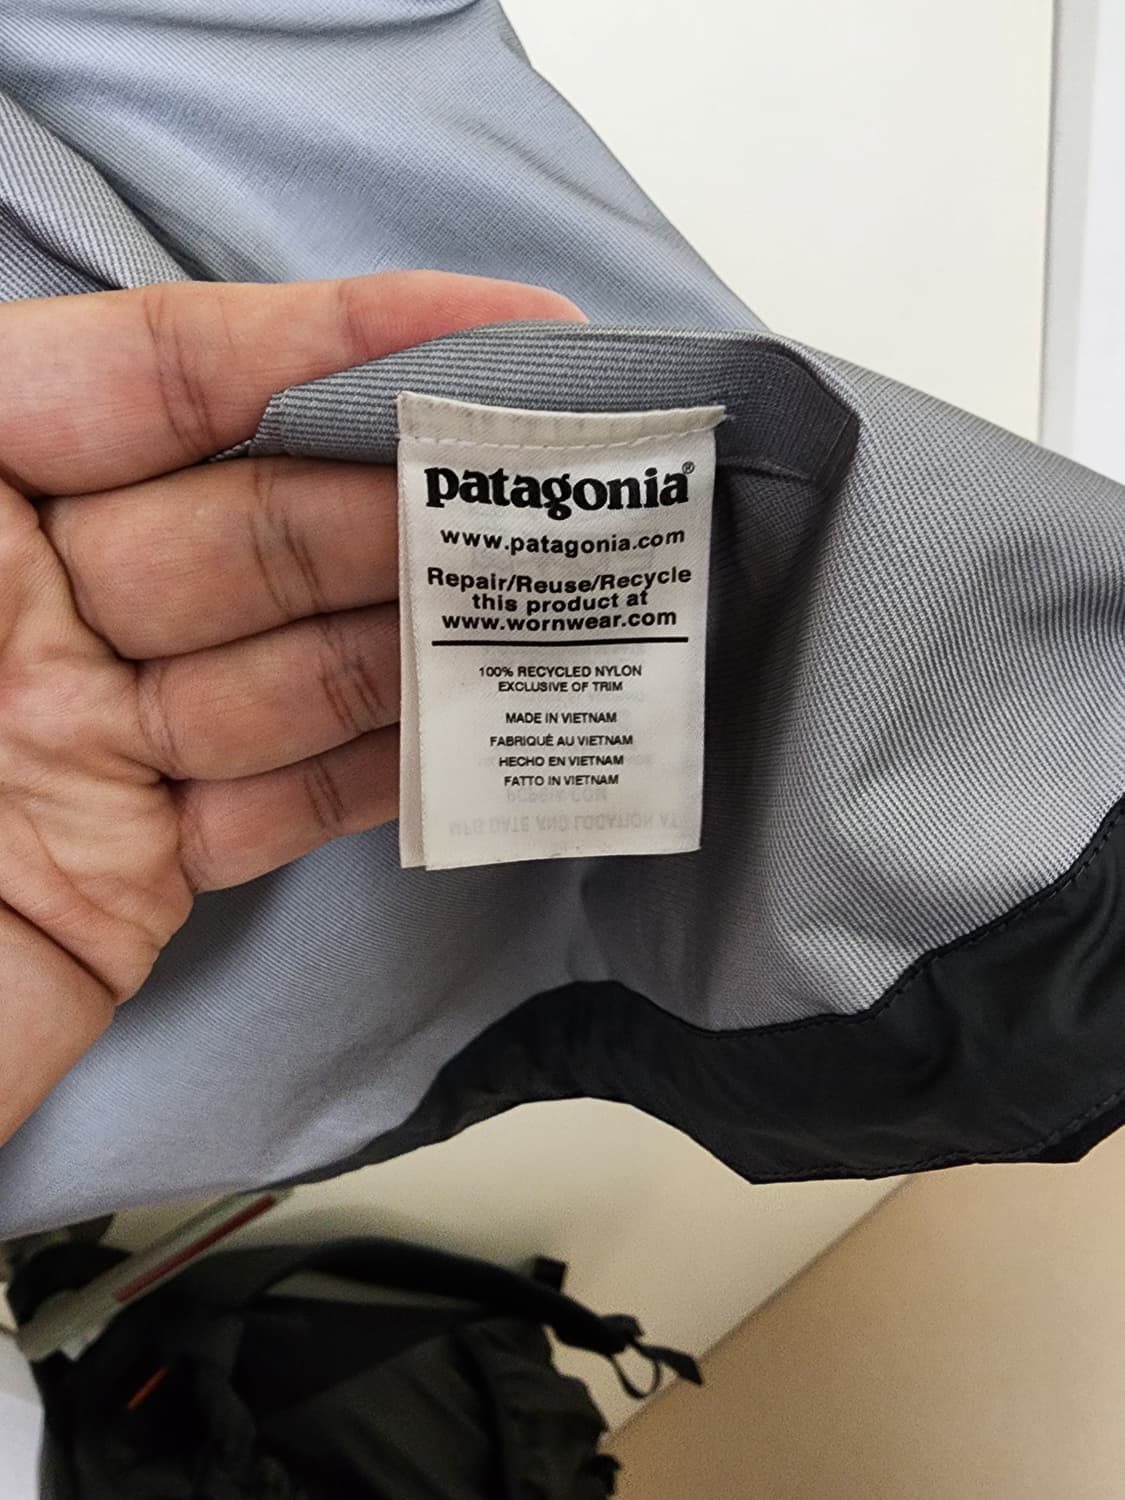 patagonia®
www.patagonia.com
Repair/Reuse/Recycle
this product at
www.wornwear.com
100% RECYCLED NYLON
EXCLUSIVE OF TRIM
MADE IN VIETNAM
FABRIQUÉ AU VIETNAM
HECHO EN VIETNAM
FATTO IN VIETNAM